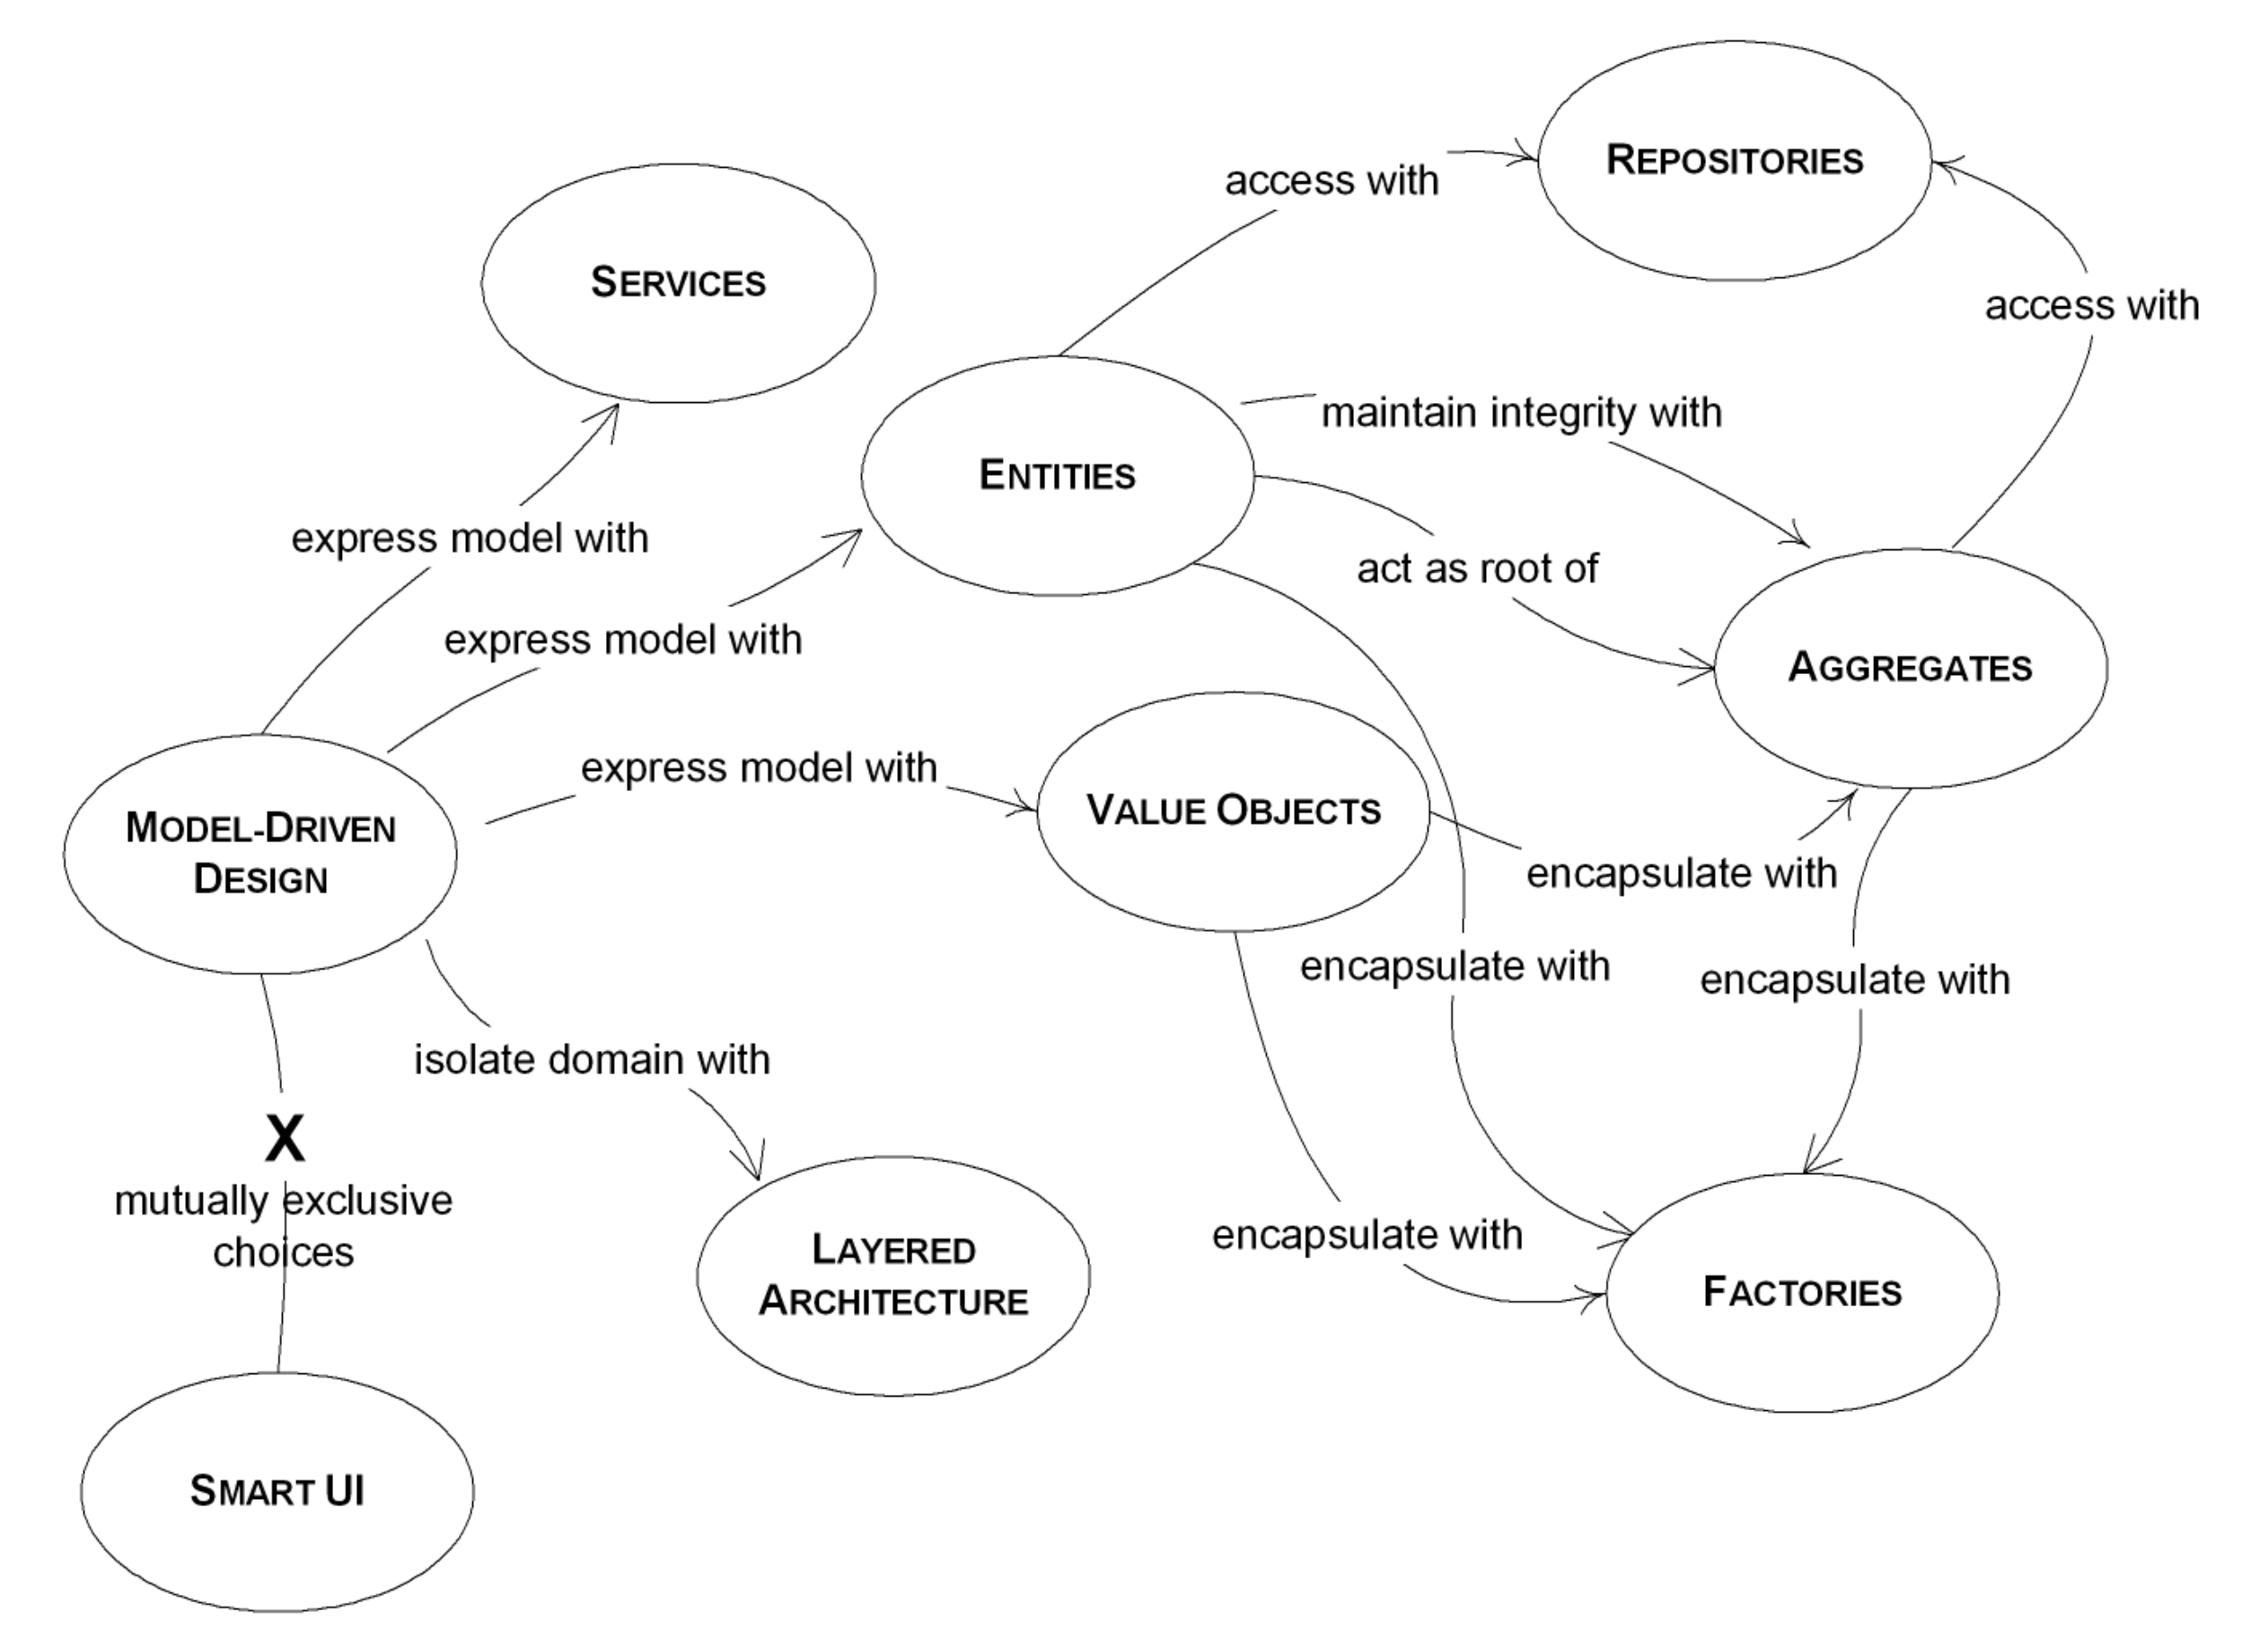 REPOSITORIES
access with
SERVICES
access with
maintain integrity with
ENTITIES
express model with
act as root of
express model with
AGGREGATES
express model with
VALUE OBJECTS
MODEL-DRIVEN
DESIGN
encapsulate with
encapsulate with
encapsulate with
isolate domain with
X
mutually exclusive
choices
encapsulate with
LAYERED
ARCHITECTURE
FACTORIES
SMART UI